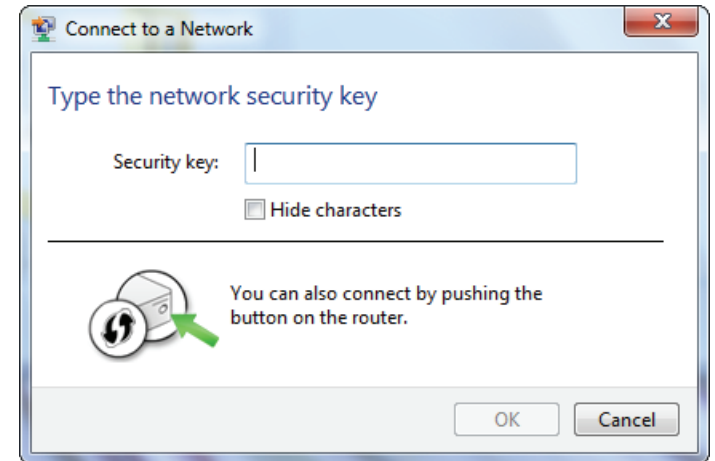 Connect to a Network
Type the network security key
Security key:
Hide characters
You can also connect by pushing the
button on the router.
OK
Cancel